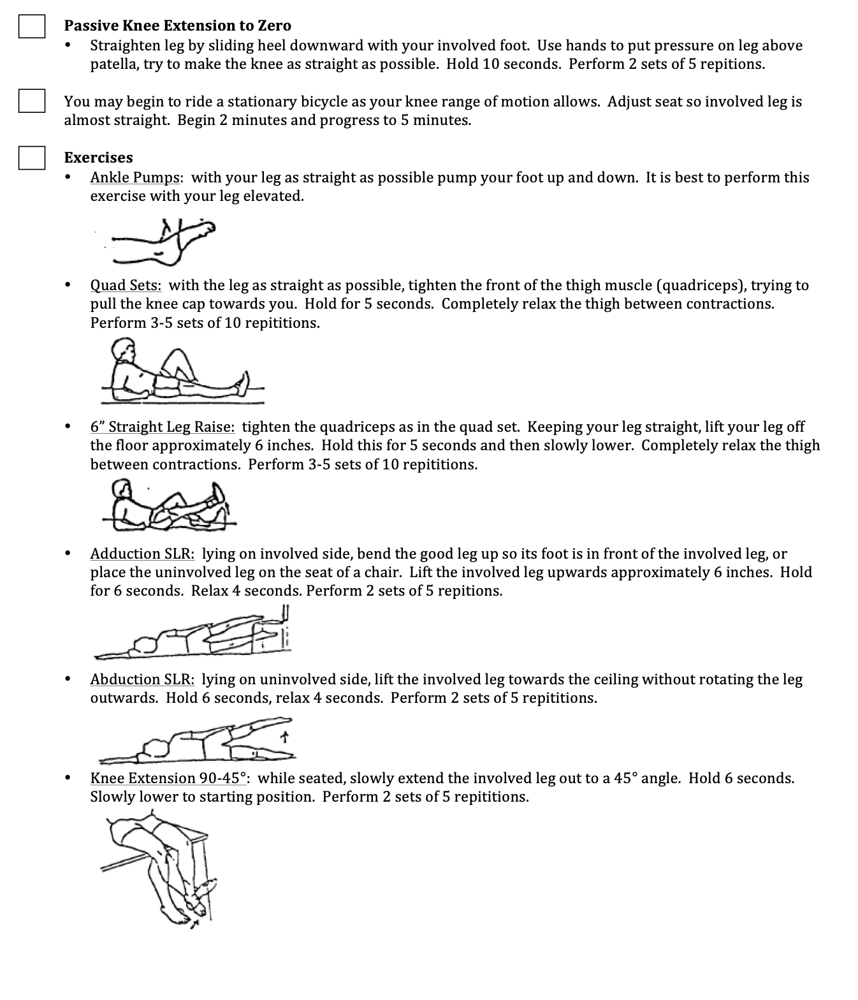 Passive Knee Extension to Zero
• Straighten leg by sliding heel downward with your involved foot.  Use hands to put pressure on leg above
patella, try to make the knee as straight as possible.  Hold 10 seconds.  Perform 2 sets of 5 repitions.
You may begin to ride a stationary bicycle as your knee range of motion allows.  Adjust seat so involved leg is
almost straight.  Begin 2 minutes and progress to 5 minutes.
Exercises
• Ankle Pumps:  with your leg as straight as possible pump your foot up and down.  It is best to perform this
exercise with your leg elevated.
• Quad Sets:  with the leg as straight as possible, tighten the front of the thigh muscle (quadriceps), trying to
pull the knee cap towards you.  Hold for 5 seconds.  Completely relax the thigh between contractions.
Perform 3-5 sets of 10 repititions.
• 6” Straight Leg Raise:  tighten the quadriceps as in the quad set.  Keeping your leg straight, lift your leg off
the floor approximately 6 inches.  Hold this for 5 seconds and then slowly lower.  Completely relax the thigh
between contractions.  Perform 3-5 sets of 10 repititions.
• Adduction SLR:  lying on involved side, bend the good leg up so its foot is in front of the involved leg, or
place the uninvolved leg on the seat of a chair.  Lift the involved leg upwards approximately 6 inches.  Hold
for 6 seconds.  Relax 4 seconds. Perform 2 sets of 5 repitions.
• Abduction SLR:  lying on uninvolved side, lift the involved leg towards the ceiling without rotating the leg
outwards.  Hold 6 seconds, relax 4 seconds.  Perform 2 sets of 5 repititions.
• Knee Extension 90-45°:  while seated, slowly extend the involved leg out to a 45° angle.  Hold 6 seconds.
Slowly lower to starting position.  Perform 2 sets of 5 repititions.